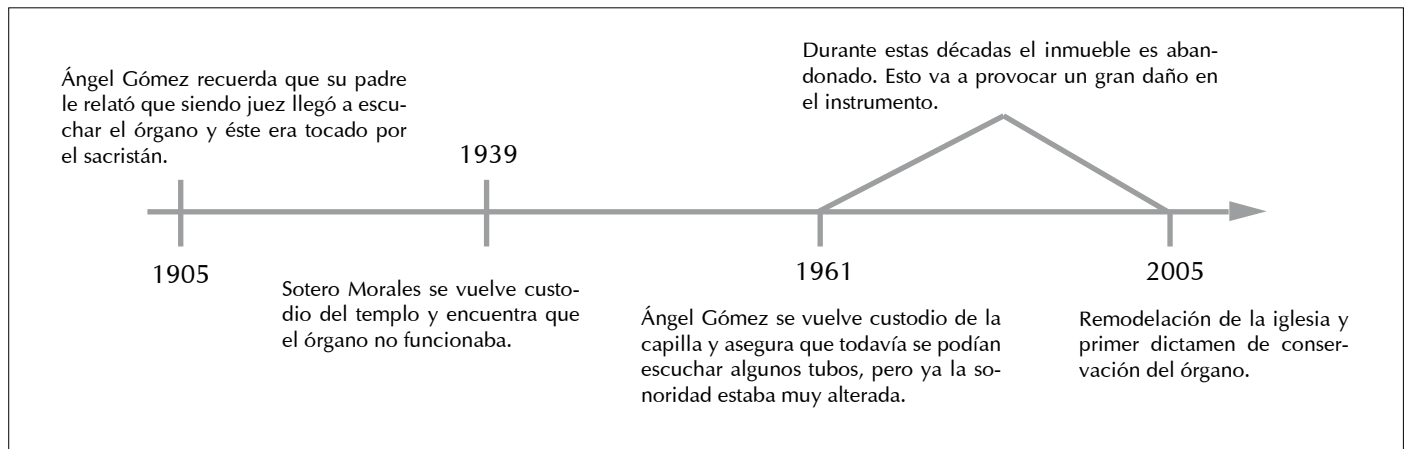 Ángel Gómez recuerda que su padre
le relató que siendo juez llegó a escu-
char el órgano y éste era tocado por
el sacristán.
1905
1939
Sotero Morales se vuelve custo-
dio del templo y encuentra que
el órgano no funcionaba.
Durante estas décadas el inmueble es aban-
donado. Esto va a provocar un gran daño en
el instrumento.
1961
Ángel Gómez se vuelve custodio de la
capilla y asegura que todavía se podían
escuchar algunos tubos, pero ya la so-
noridad estaba muy alterada.
2005
Remodelación de la iglesia y
primer dictamen de conser-
vación del órgano.